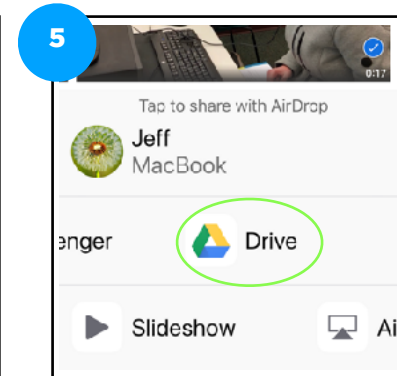 5
0:17
Tap to share with AirDrop
Jeff
MacBook
enger
Drive
Slideshow
Ai